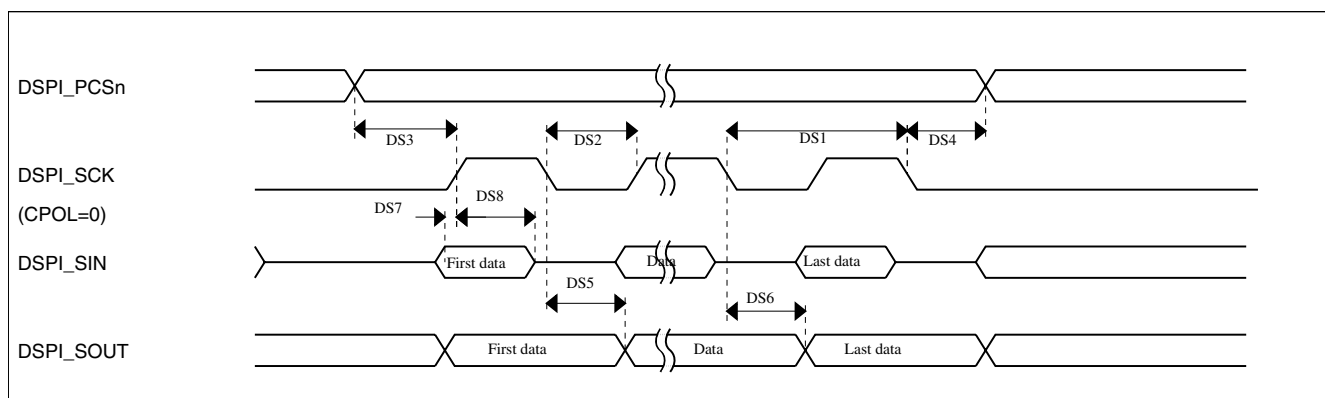 DSPI_PCSn
DS3
DS2
DS1
DS4
DSPI_SCK
(CPOL=0)
DS7
DS8
DSPI_SIN
First data
Data
Last data
DS5
DS6
DSPI_SOUT
First data
Data
Last data